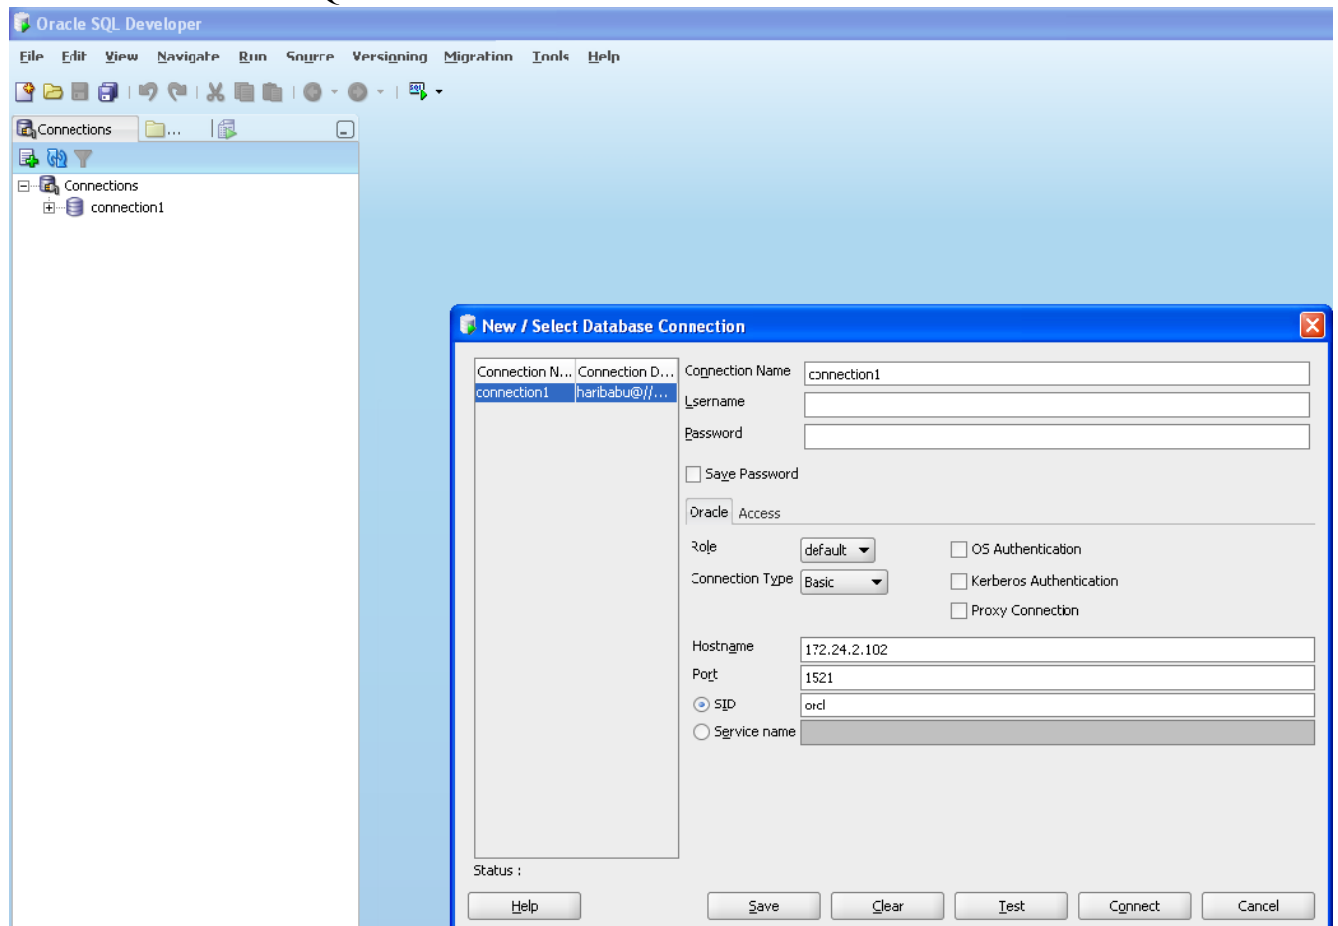 Oracle SQL Developer
File Edit View Navigate Run Source Versioning Migration Tools Help
SQL
Connections ...
Connections
connection1
New / Select Database Connection
Connection N... Connection D...
connection1 haribabu@//...
Connection Name connection1
Username
Password
Save Password
Oracle Access
Role default OS Authentication
Connection Type Basic Kerberos Authentication
Proxy Connection
Hostname 172.24.2.102
Port 1521
SID orcl
Service name
Status :
Help Save Clear Test Connect Cancel